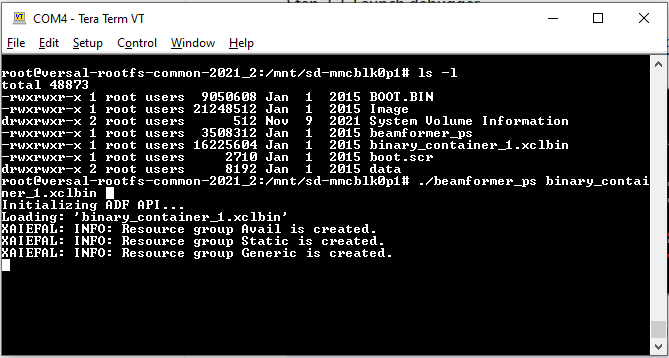 COM4 - Tera Term VT
File Edit Setup Control Window Help
root@versal-rootfs-common-2021_2:/mnt/sd-mmcblk0p1# ls -l
total 48873
-rwxrwxr-x 1 root users 9050608 Jan 1 2015 BOOT.BIN
-rwxrwxr-x 1 root users 21248512 Jan 1 2015 Image
drwxrwxr-x 2 root users 512 Nov 9 2021 System Volume Information
-rwxrwxr-x 1 root users 3508312 Jan 1 2015 beamformer_ps
-rwxrwxr-x 1 root users 16225604 Jan 1 2015 binary_container_1.xclbin
-rwxrwxr-x 1 root users 2710 Jan 1 2015 boot.scr
drwxrwxr-x 2 root users 8192 Jan 1 2015 data
root@versal-rootfs-common-2021_2:/mnt/sd-mmcblk0p1# ./beamformer_ps binary_contai
ner_1.xclbin
Initializing ADF API...
Loading: 'binary_container_1.xclbin'
XAIEFAL: INFO: Resource group Avail is created.
XAIEFAL: INFO: Resource group Static is created.
XAIEFAL: INFO: Resource group Generic is created.